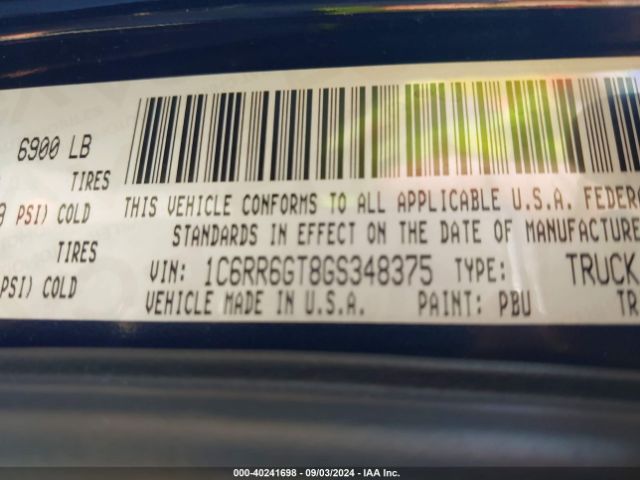 6900 LB
TIRES
PSI) COLD
TIRES
PSI) COLD
THIS VEHICLE CONFORMS TO ALL APPLICABLE U.S.A. FEDERA
STANDARDS IN EFFECT ON THE DATE OF MANUFACTURE
VIN: 1C6RR6GT8GS348375 TYPE: TRUCK
VEHICLE MADE IN U.S.A. PAINT: PBU TR
000-40241698 - 09/03/2024 - IAA Inc.